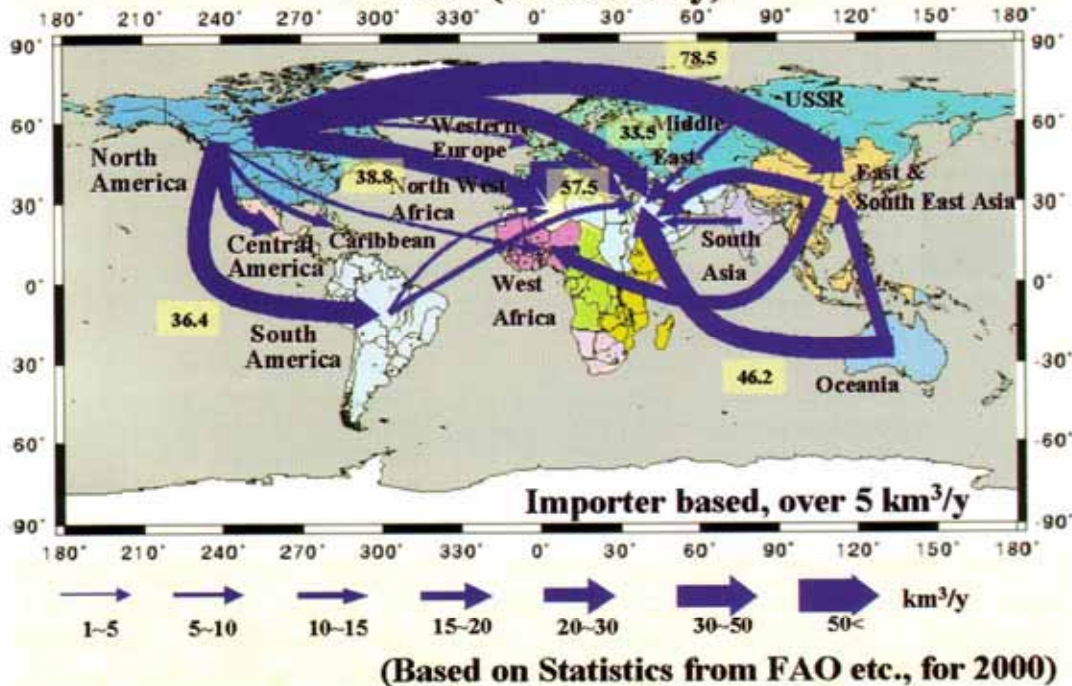 180° 210° 240° 270° 300° 330° 0° 30° 60° 90° 120° 150° 180°
90° 90°
78.5
USSR
60° Western 33.5 Middle 60°
North Europe East East &
America 38.8 North West 57.5 South East Asia
30° Africa 30°
Central Caribbean South
America West Asia
0° Africa 0°
36.4 South
America
30° 46.2 Oceania -30°
60° -60°
Importer based, over 5 km³/y
90° -90°
180° 210° 240° 270° 300° 330° 0° 30° 60° 90° 120° 150° 180°
km³/y
1~5 5~10 10~15 15~20 20~30 30~50 50<
(Based on Statistics from FAO etc., for 2000)